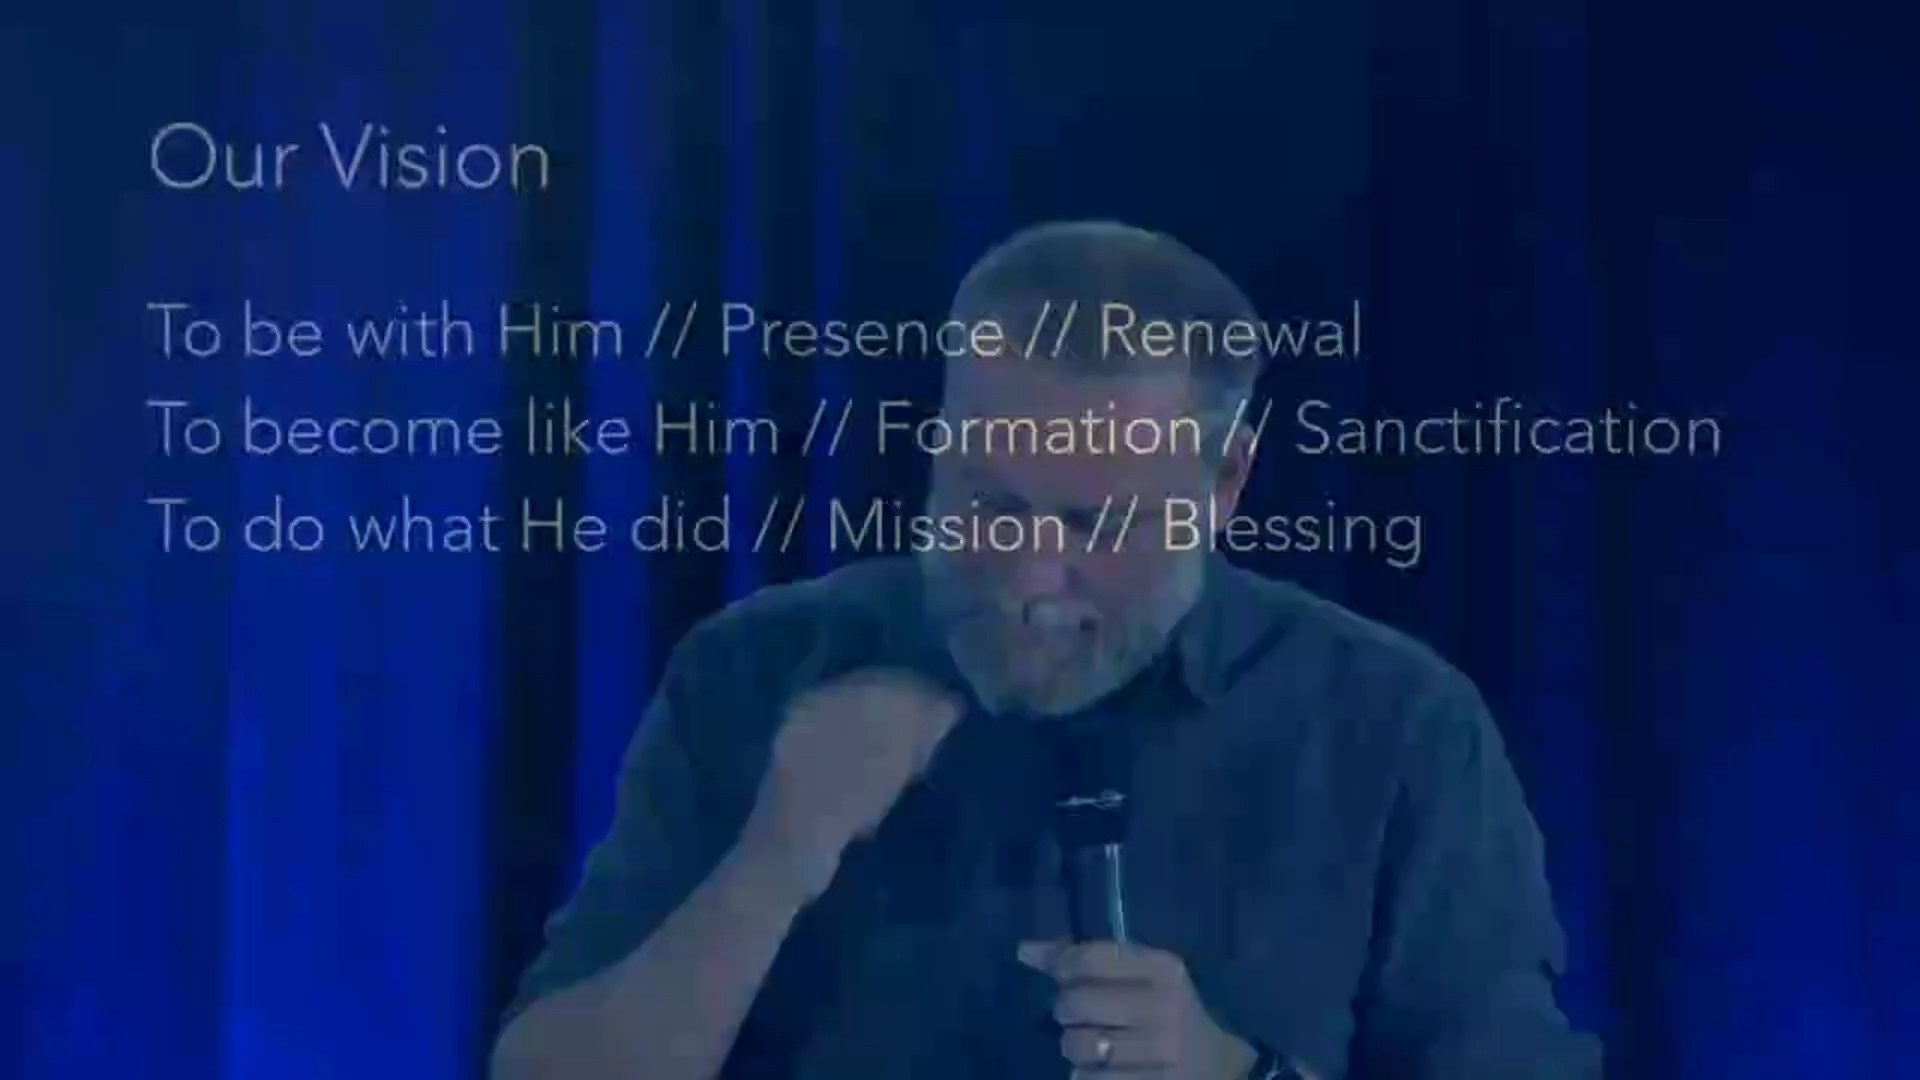 Our Vision
To be with Him // Presence // Renewal
To become like Him // Formation // Sanctification
To do what He did // Mission // Blessing